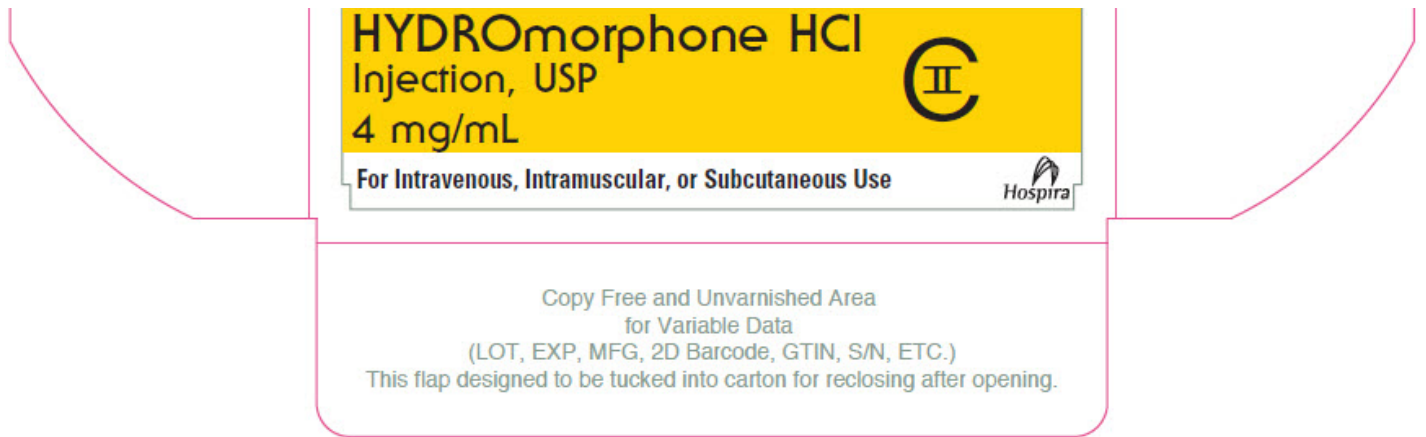 HYDROmorphone HCl
Injection, USP
4 mg/mL
CII
For Intravenous, Intramuscular, or Subcutaneous Use
Hospira
Copy Free and Unvarnished Area
for Variable Data
(LOT, EXP, MFG, 2D Barcode, GTIN, S/N, ETC.)
This flap designed to be tucked into carton for reclosing after opening.